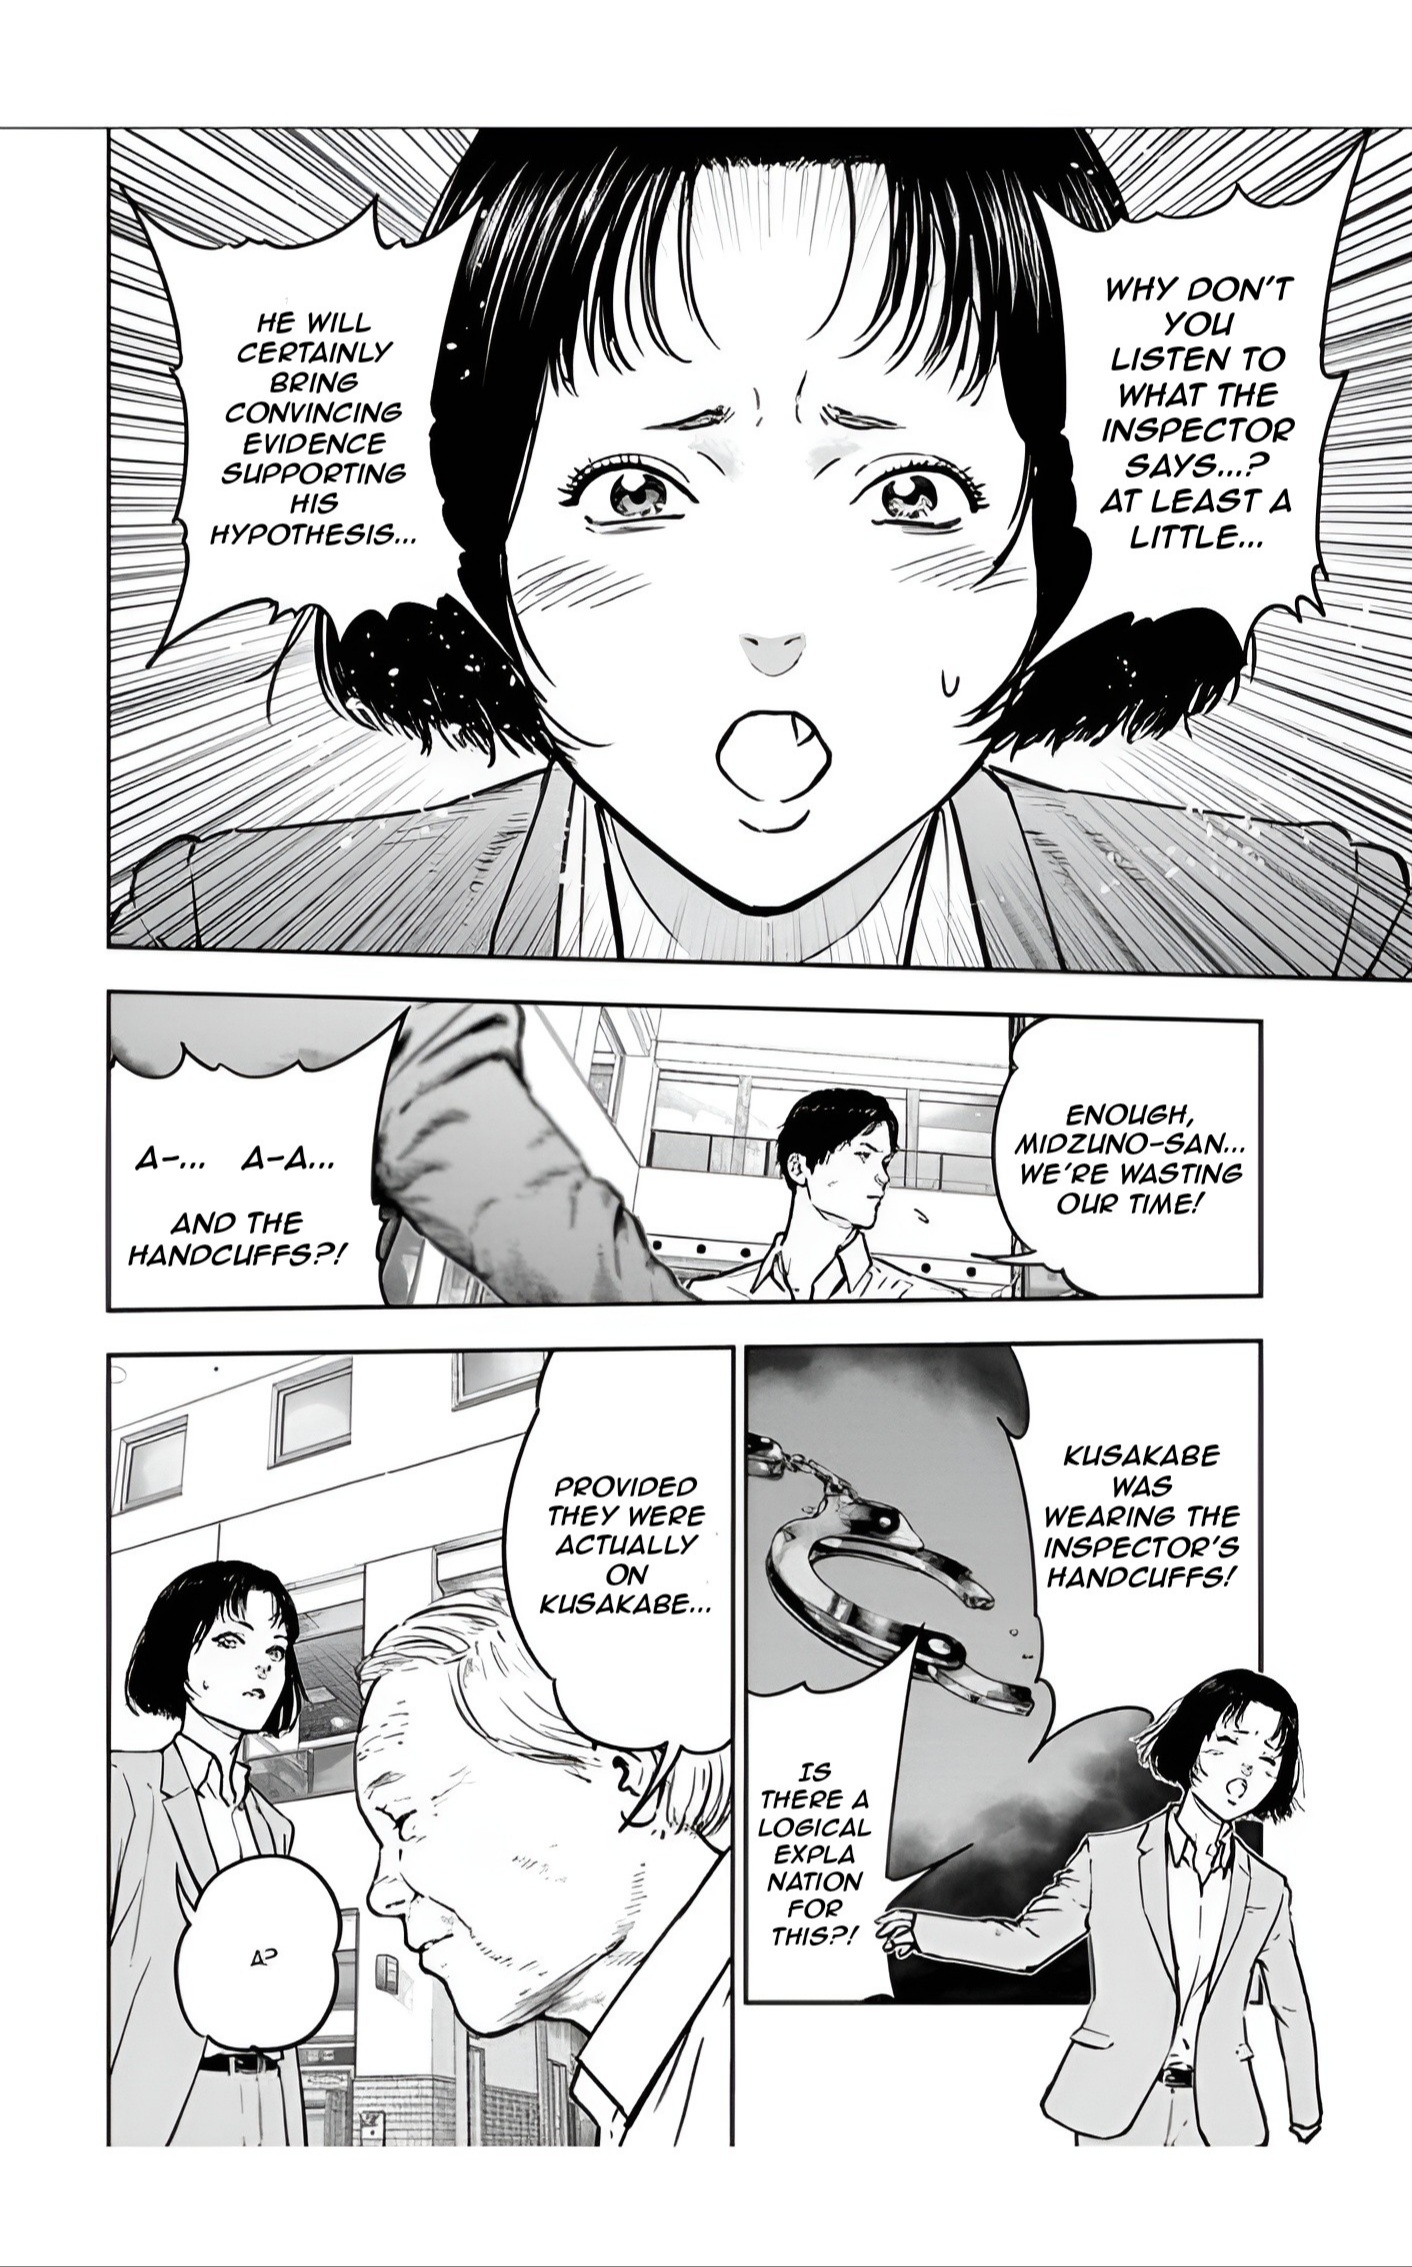 WHY DON'T
YOU
LISTEN TO
WHAT THE
INSPECTOR
SAYS...?
AT LEAST A
LITTLE...
HE WILL
CERTAINLY
BRING
CONVINCING
EVIDENCE
SUPPORTING
HIS
HYPOTHESIS...
ENOUGH,
MIDZUNO-SAN...
WE'RE WASTING
OUR TIME!
A-... A-A...
AND THE
HANDCUFFS?!
KUSAKABE
WAS
WEARING THE
INSPECTOR'S
HANDCUFFS!
IS
THERE A
LOGICAL
EXPLA
NATION
FOR
THIS?!
PROVIDED
THEY WERE
ACTUALLY
ON
KUSAKABE...
A?